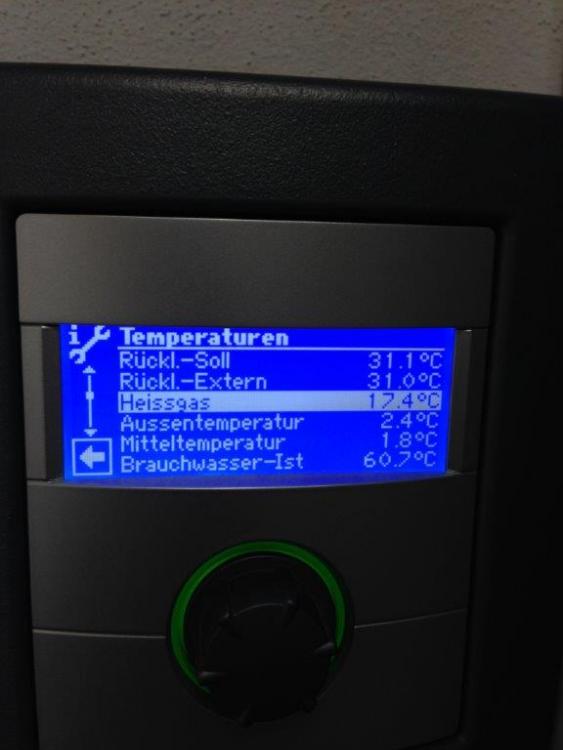 Temperaturen
Rückl.-Soll 31.1°C
Rückl.-Extern 31.0°C
Heissgas 17.4°C
Aussentemperatur 2.4°C
Mitteltemperatur 1.8°C
Brauchwasser-Ist 60.7°C